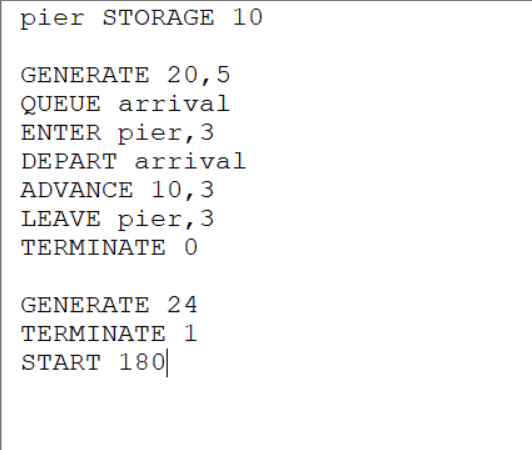 pier STORAGE 10
GENERATE 20,5
QUEUE arrival
ENTER pier,3
DEPART arrival
ADVANCE 10,3
LEAVE pier,3
TERMINATE 0
GENERATE 24
TERMINATE 1
START 180